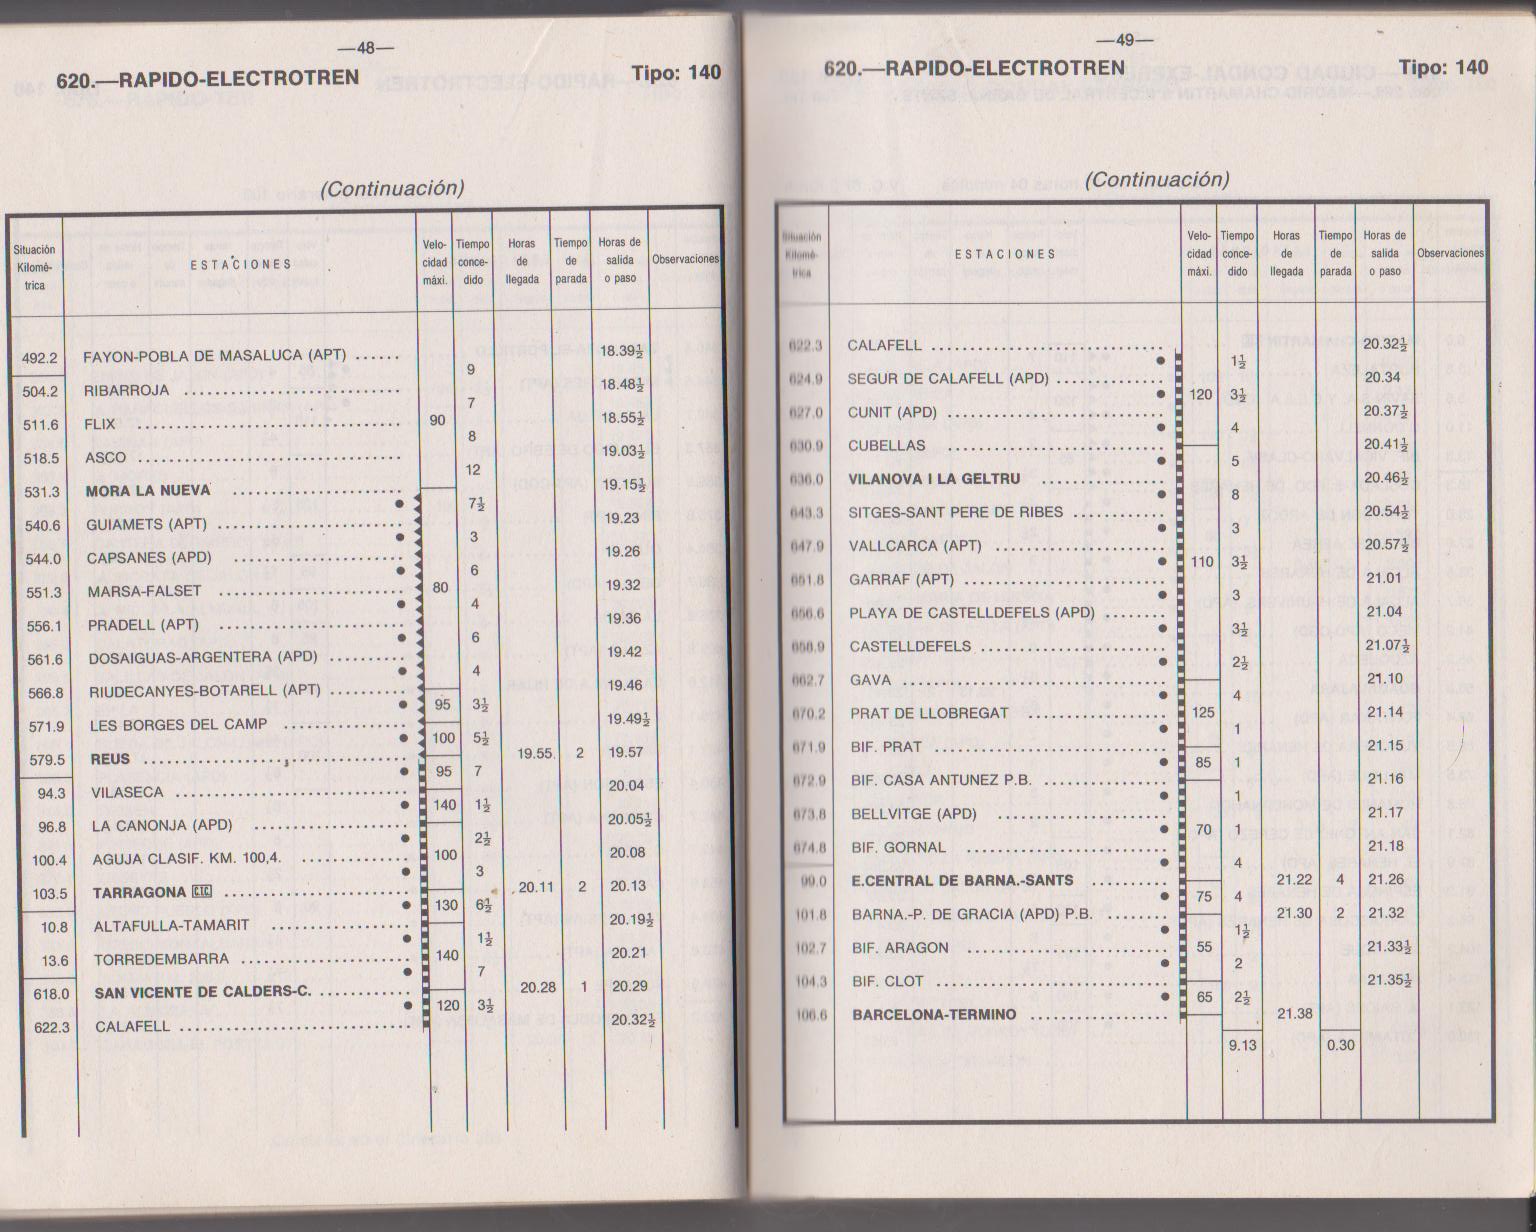 —48—
620.—RAPIDO-ELECTROTREN Tipo: 140
(Continuación)
Situación Kilomé-trica ESTACIONES Velo-cidad máxi. Tiempo conce-dido Horas de llegada Tiempo de parada Horas de salida o paso Observaciones
492.2 FAYON-POBLA DE MASALUCA (APT) ...... 18.39½
9
504.2 RIBARROJA ...... 18.48½
7
511.6 FLIX ...... 90 18.55½
8
518.5 ASCO ...... 19.03½
12
531.3 MORA LA NUEVA ...... 19.15½
7½
540.6 GUIAMETS (APT) ...... 19.23
3
544.0 CAPSANES (APD) ...... 19.26
6
551.3 MARSA-FALSET ...... 80 19.32
4
556.1 PRADELL (APT) ...... 19.36
6
561.6 DOSAIGUAS-ARGENTERA (APD) ...... 19.42
4
566.8 RIUDECANYES-BOTARELL (APT) ...... 19.46
95 3½
571.9 LES BORGES DEL CAMP ...... 19.49½
100 5½
579.5 REUS ...... 19.55 2 19.57
95 7
94.3 VILASECA ...... 20.04
140 1½
96.8 LA CANONJA (APD) ...... 20.05½
2½
100.4 AGUJA CLASIF. KM. 100,4. ...... 100 20.08
3
103.5 TARRAGONA CTC ...... 20.11 2 20.13
130 6½
10.8 ALTAFULLA-TAMARIT ...... 20.19½
1½
13.6 TORREDEMBARRA ...... 140 20.21
7
618.0 SAN VICENTE DE CALDERS-C. ...... 20.28 1 20.29
120 3½
622.3 CALAFELL ...... 20.32½
—49—
620.—RAPIDO-ELECTROTREN Tipo: 140
(Continuación)
Situación Kilomé-trica ESTACIONES Velo-cidad máxi. Tiempo conce-dido Horas de llegada Tiempo de parada Horas de salida o paso Observaciones
622.3 CALAFELL ...... 20.32½
1½
624.9 SEGUR DE CALAFELL (APD) ...... 20.34
120 3½
627.0 CUNIT (APD) ...... 20.37½
4
630.9 CUBELLAS ...... 20.41½
5
636.0 VILANOVA I LA GELTRU ...... 20.46½
8
643.3 SITGES-SANT PERE DE RIBES ...... 20.54½
3
647.9 VALLCARCA (APT) ...... 20.57½
110 3½
651.8 GARRAF (APT) ...... 21.01
3
656.6 PLAYA DE CASTELLDEFELS (APD) ...... 21.04
3½
658.9 CASTELLDEFELS ...... 21.07½
2½
662.7 GAVA ...... 21.10
4
670.2 PRAT DE LLOBREGAT ...... 125 21.14
1
671.9 BIF. PRAT ...... 21.15
85 1
672.9 BIF. CASA ANTUNEZ P.B. ...... 21.16
1
673.8 BELLVITGE (APD) ...... 21.17
70 1
674.8 BIF. GORNAL ...... 21.18
4
99.0 E.CENTRAL DE BARNA.-SANTS ...... 21.22 4 21.26
75 4
101.8 BARNA.-P. DE GRACIA (APD) P.B. ...... 21.30 2 21.32
1½
102.7 BIF. ARAGON ...... 55 21.33½
2
104.3 BIF. CLOT ...... 21.35½
65 2½
106.6 BARCELONA-TERMINO ...... 21.38
9.13 0.30